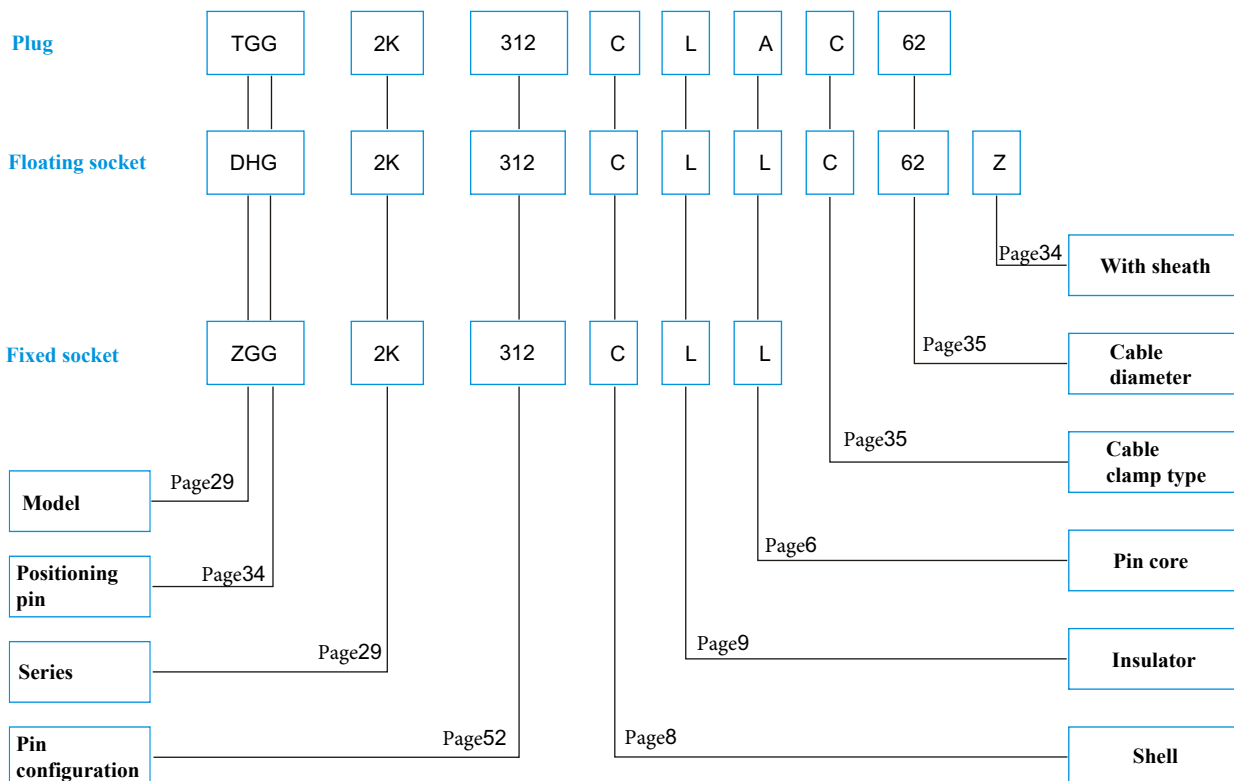 Plug TGG 2K 312 C L A C 62
Floating socket DHG 2K 312 C L L C 62 Z
Page34 With sheath
Fixed socket ZGG 2K 312 C L L
Page35 Cable
diameter
Page35 Cable
clamp type
Model Page29
Page6 Pin core
Positioning
pin Page34
Page9 Insulator
Series Page29
Pin
configuration Page52
Page8 Shell